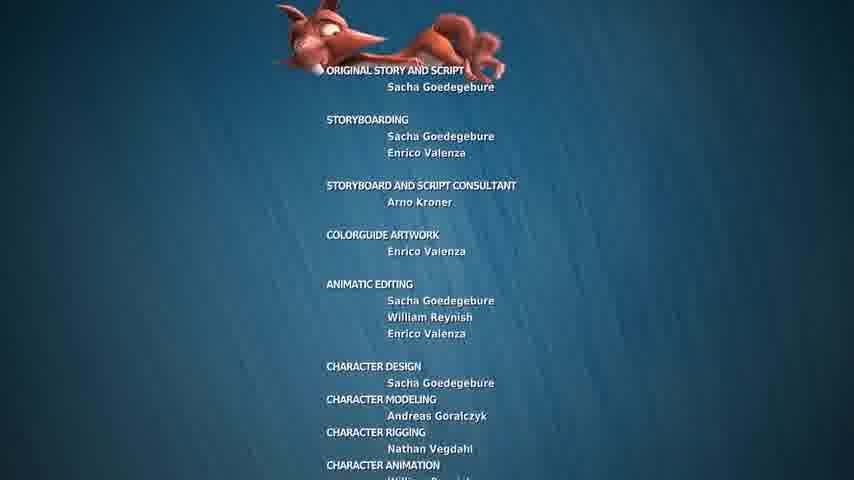 ORIGINAL STORY AND SCRIPT
Sacha Goedegebure
STORYBOARDING
Sacha Goedegebure
Enrico Valenza
STORYBOARD AND SCRIPT CONSULTANT
Arno Kroner
COLORGUIDE ARTWORK
Enrico Valenza
ANIMATIC EDITING
Sacha Goedegebure
William Reynish
Enrico Valenza
CHARACTER DESIGN
Sacha Goedegebure
CHARACTER MODELING
Andreas Goralczyk
CHARACTER RIGGING
Nathan Vegdahl
CHARACTER ANIMATION